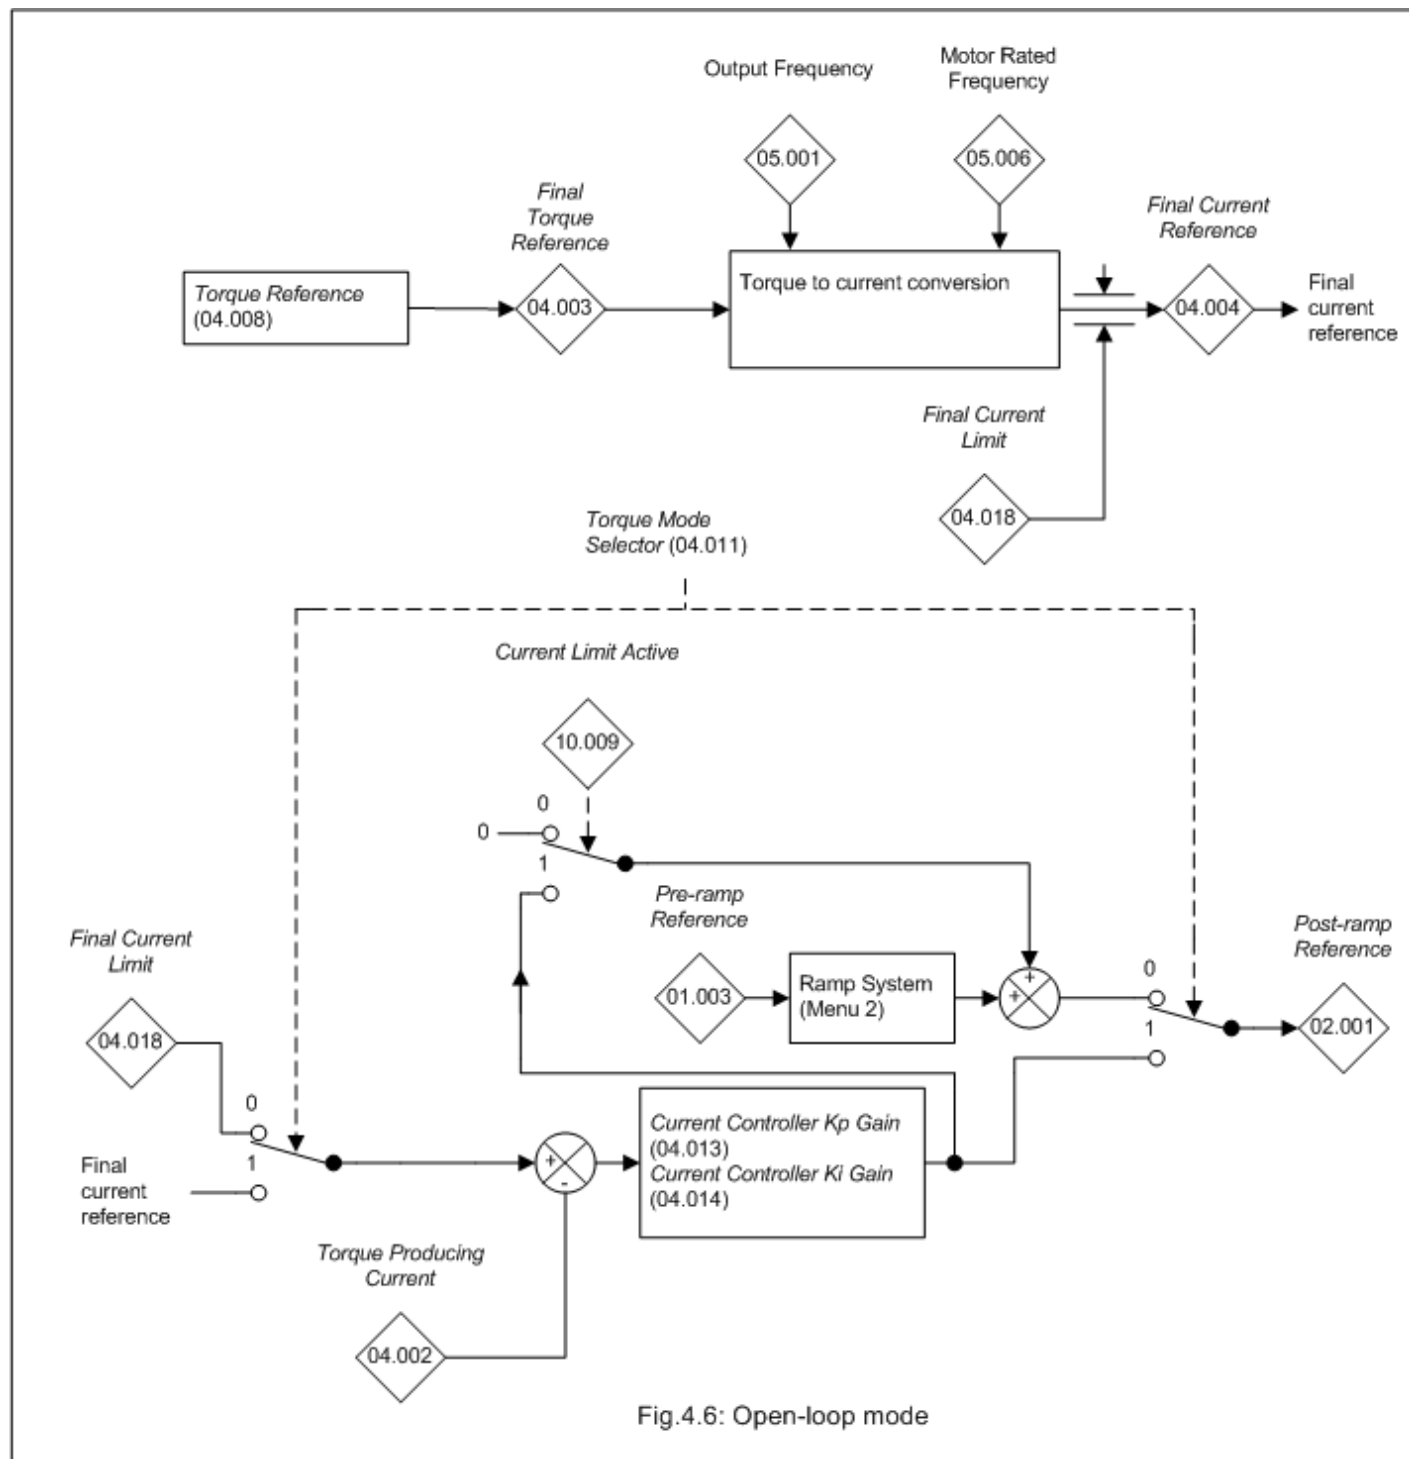 Output Frequency
Motor Rated
Frequency
05.001
05.006
Final
Torque
Reference
Final Current
Reference
Torque Reference
(04.008)
04.003
Torque to current conversion
04.004
Final
current
reference
Final Current
Limit
04.018
Torque Mode
Selector (04.011)
Current Limit Active
10.009
0
0
1
Pre-ramp
Reference
Final Current
Limit
Post-ramp
Reference
01.003
Ramp System
(Menu 2)
+
+
0
1
02.001
04.018
0
1
Final
current
reference
+
-
Current Controller Kp Gain
(04.013)
Current Controller Ki Gain
(04.014)
Torque Producing
Current
04.002
Fig.4.6: Open-loop mode